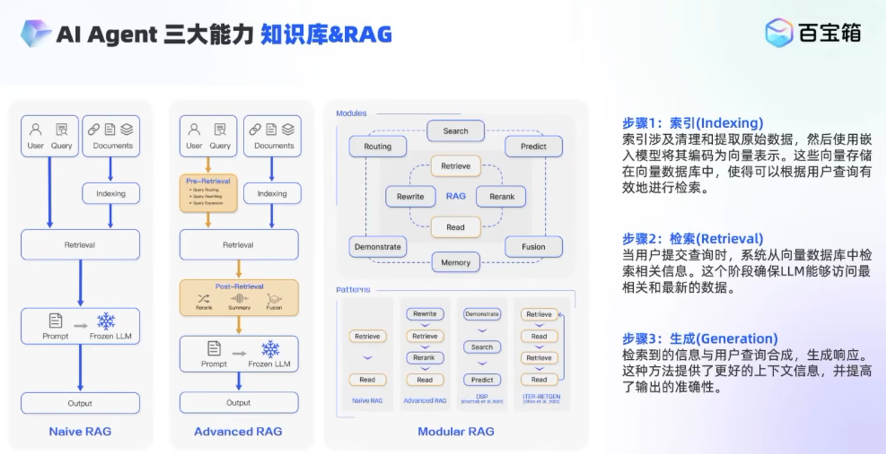 AI Agent 三大能力 知识库&RAG
百宝箱
User Query
Documents
Indexing
Retrieval
Prompt
Frozen LLM
Output
Naive RAG
User Query
Documents
Pre-Retrieval
• Query Routing
• Query Rewriting
• Query Expansion
Indexing
Retrieval
Post-Retrieval
Rerank Summary Fusion
Prompt
Frozen LLM
Output
Advanced RAG
Modules
Search
Routing
Predict
Retrieve
Rewrite
RAG
Rerank
Read
Demonstrate
Fusion
Memory
Patterns
Retrieve
Read
Naive RAG
Rewrite
Retrieve
Rerank
Read
Advanced RAG
Demonstrate
Search
Predict
DSP
Retrieve
Read
Retrieve
Read
ITER-RETGEN
Modular RAG
步骤1：索引(Indexing)
索引涉及清理和提取原始数据，然后使用嵌
入模型将其编码为向量表示。这些向量存储
在向量数据库中，使得可以根据用户查询有
效地进行检索。
步骤2：检索(Retrieval)
当用户提交查询时，系统从向量数据库中检
索相关信息。这个阶段确保LLM能够访问最
相关和最新的数据。
步骤3：生成(Generation)
检索到的信息与用户查询合成，生成响应。
这种方法提供了更好的上下文信息，并提高
了输出的准确性。